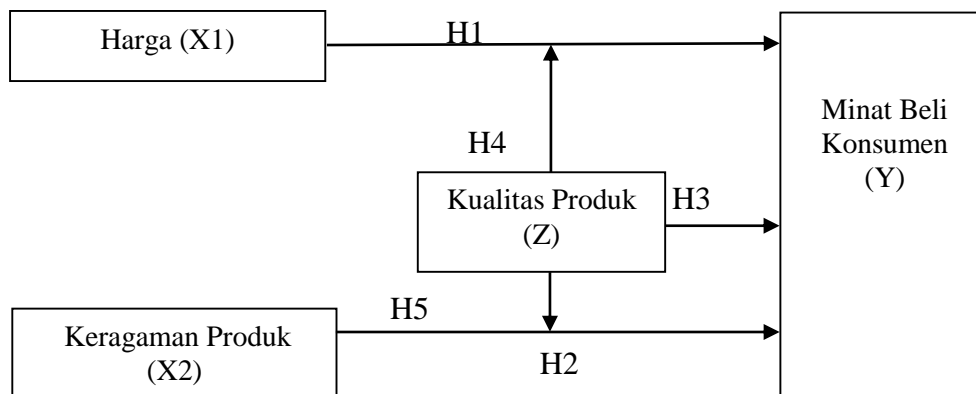 Harga (X1)
H1
Minat Beli
Konsumen
(Y)
H4
Kualitas Produk
(Z)
H3
H5
Keragaman Produk
(X2)
H2